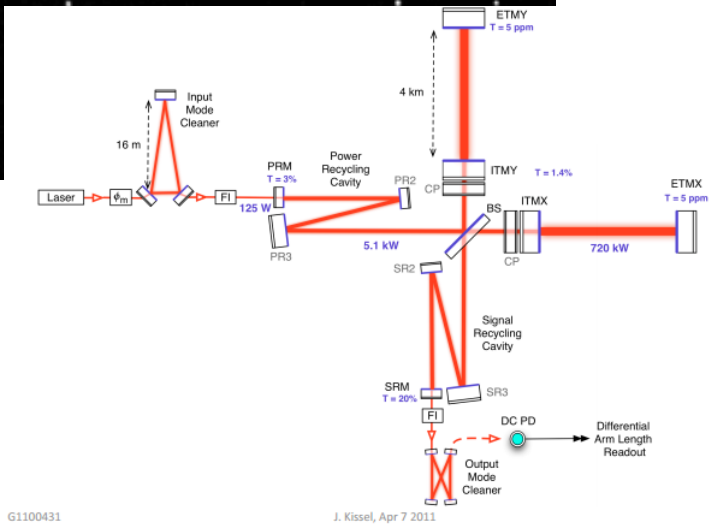 ETMY
T = 5 ppm
4 km
Input
Mode
Cleaner
16 m
Power
Recycling
Cavity
PRM
T = 3%
PR2
CP
ITMY
T = 1.4%
ETMX
T = 5 ppm
Laser
ϕm
FI
125 W
BS
ITMX
5.1 kW
720 kW
PR3
CP
SR2
Signal
Recycling
Cavity
SRM
T = 20%
SR3
FI
DC PD
Differential
Arm Length
Readout
Output
Mode
Cleaner
G1100431
J. Kissel, Apr 7 2011